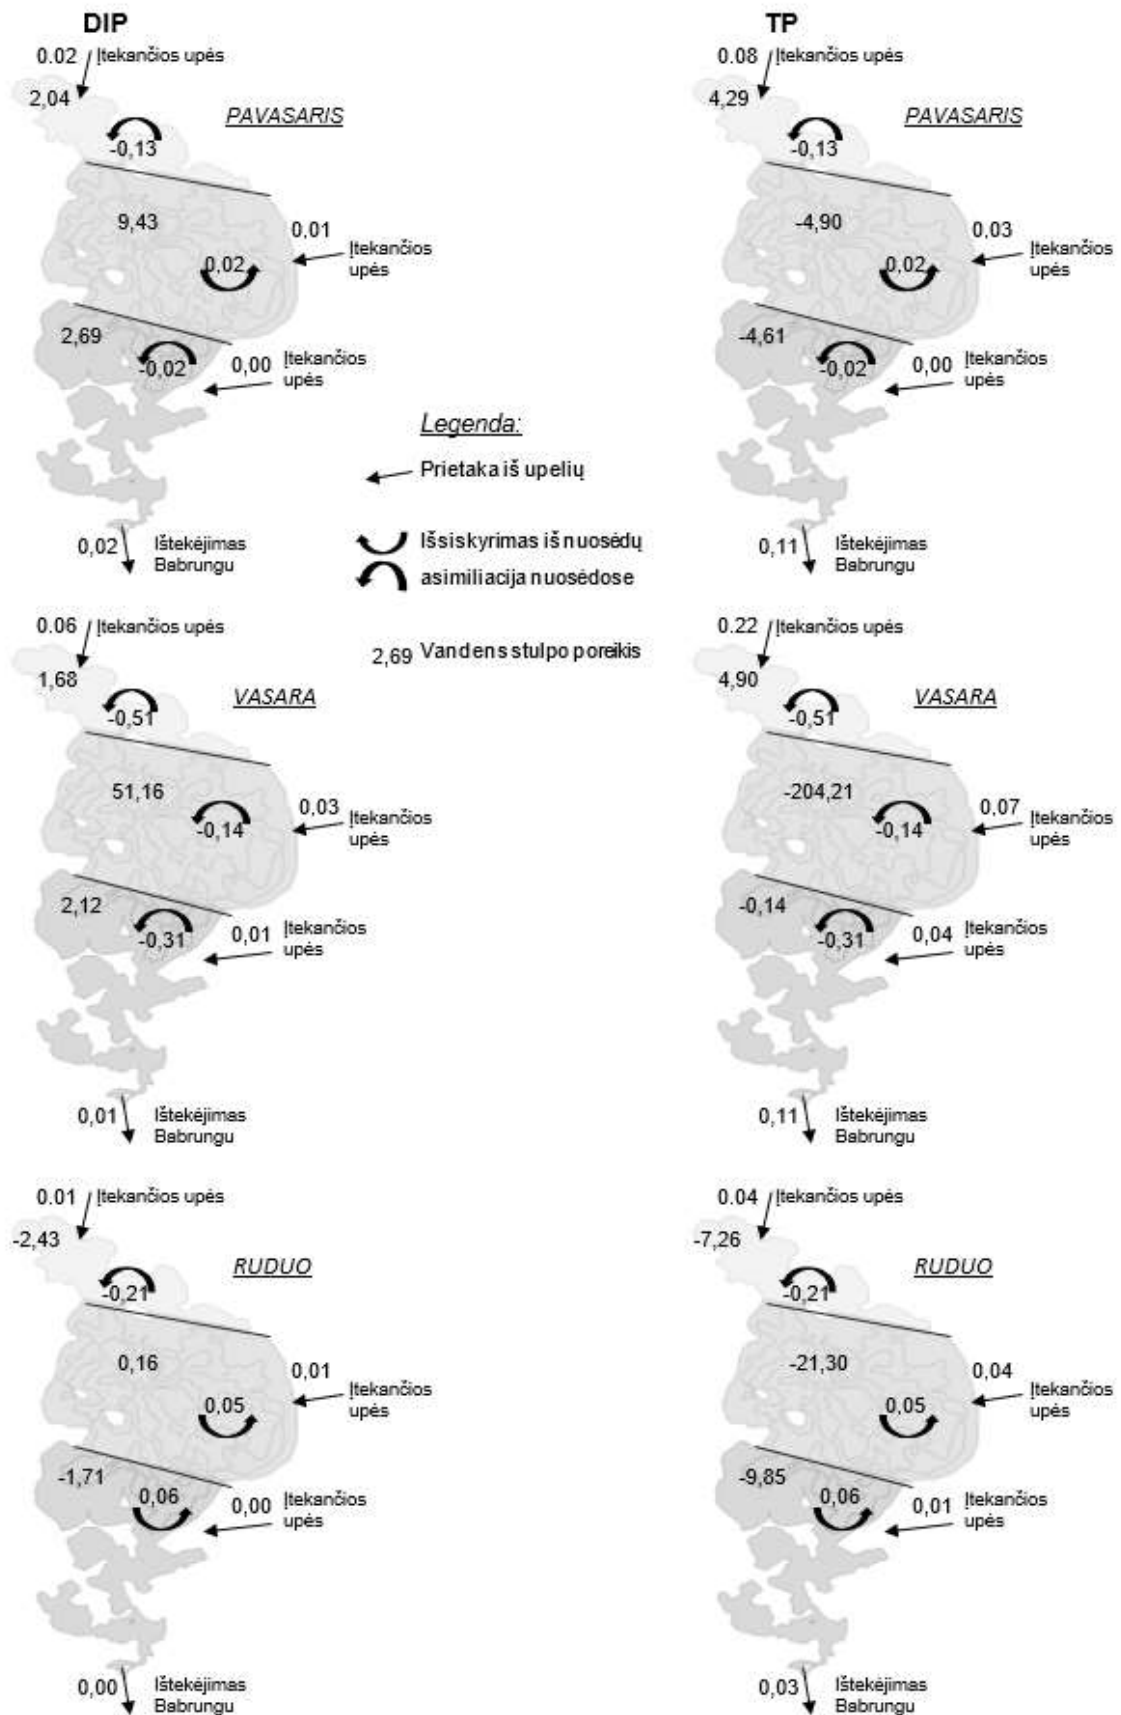 DIP
0.02 Įtekančios upės
2,04
PAVASARIS
-0,13
9,43
0,01
Įtekančios
upės
0,02
2,69
-0,02
0,00
Įtekančios
upės
0,02
Ištekėjimas
Babrungu
TP
0.08 Įtekančios upės
4,29
PAVASARIS
-0,13
-4,90
0,03
Įtekančios
upės
0,02
-4,61
-0,02
0,00
Įtekančios
upės
0,11
Ištekėjimas
Babrungu
Legenda:
Prietaka iš upelių
Išsiskyrimas iš nuosėdų
asimiliacija nuosėdose
2,69 Vandens stulpo poreikis
0.06 Įtekančios upės
1,68
VASARA
-0,51
51,16
0,03
Įtekančios
upės
-0,14
2,12
-0,31
0,01
Įtekančios
upės
0,01
Ištekėjimas
Babrungu
0.22 Įtekančios upės
4,90
VASARA
-0,51
-204,21
0,07
Įtekančios
upės
-0,14
-0,14
-0,31
0,04
Įtekančios
upės
0,11
Ištekėjimas
Babrungu
0.01 Įtekančios upės
-2,43
RUDUO
-0,21
0,16
0,01
Įtekančios
upės
0,05
-1,71
0,06
0,00
Įtekančios
upės
0,00
Ištekėjimas
Babrungu
0.04 Įtekančios upės
-7,26
RUDUO
-0,21
-21,30
0,04
Įtekančios
upės
0,05
-9,85
0,06
0,01
Įtekančios
upės
0,03
Ištekėjimas
Babrungu